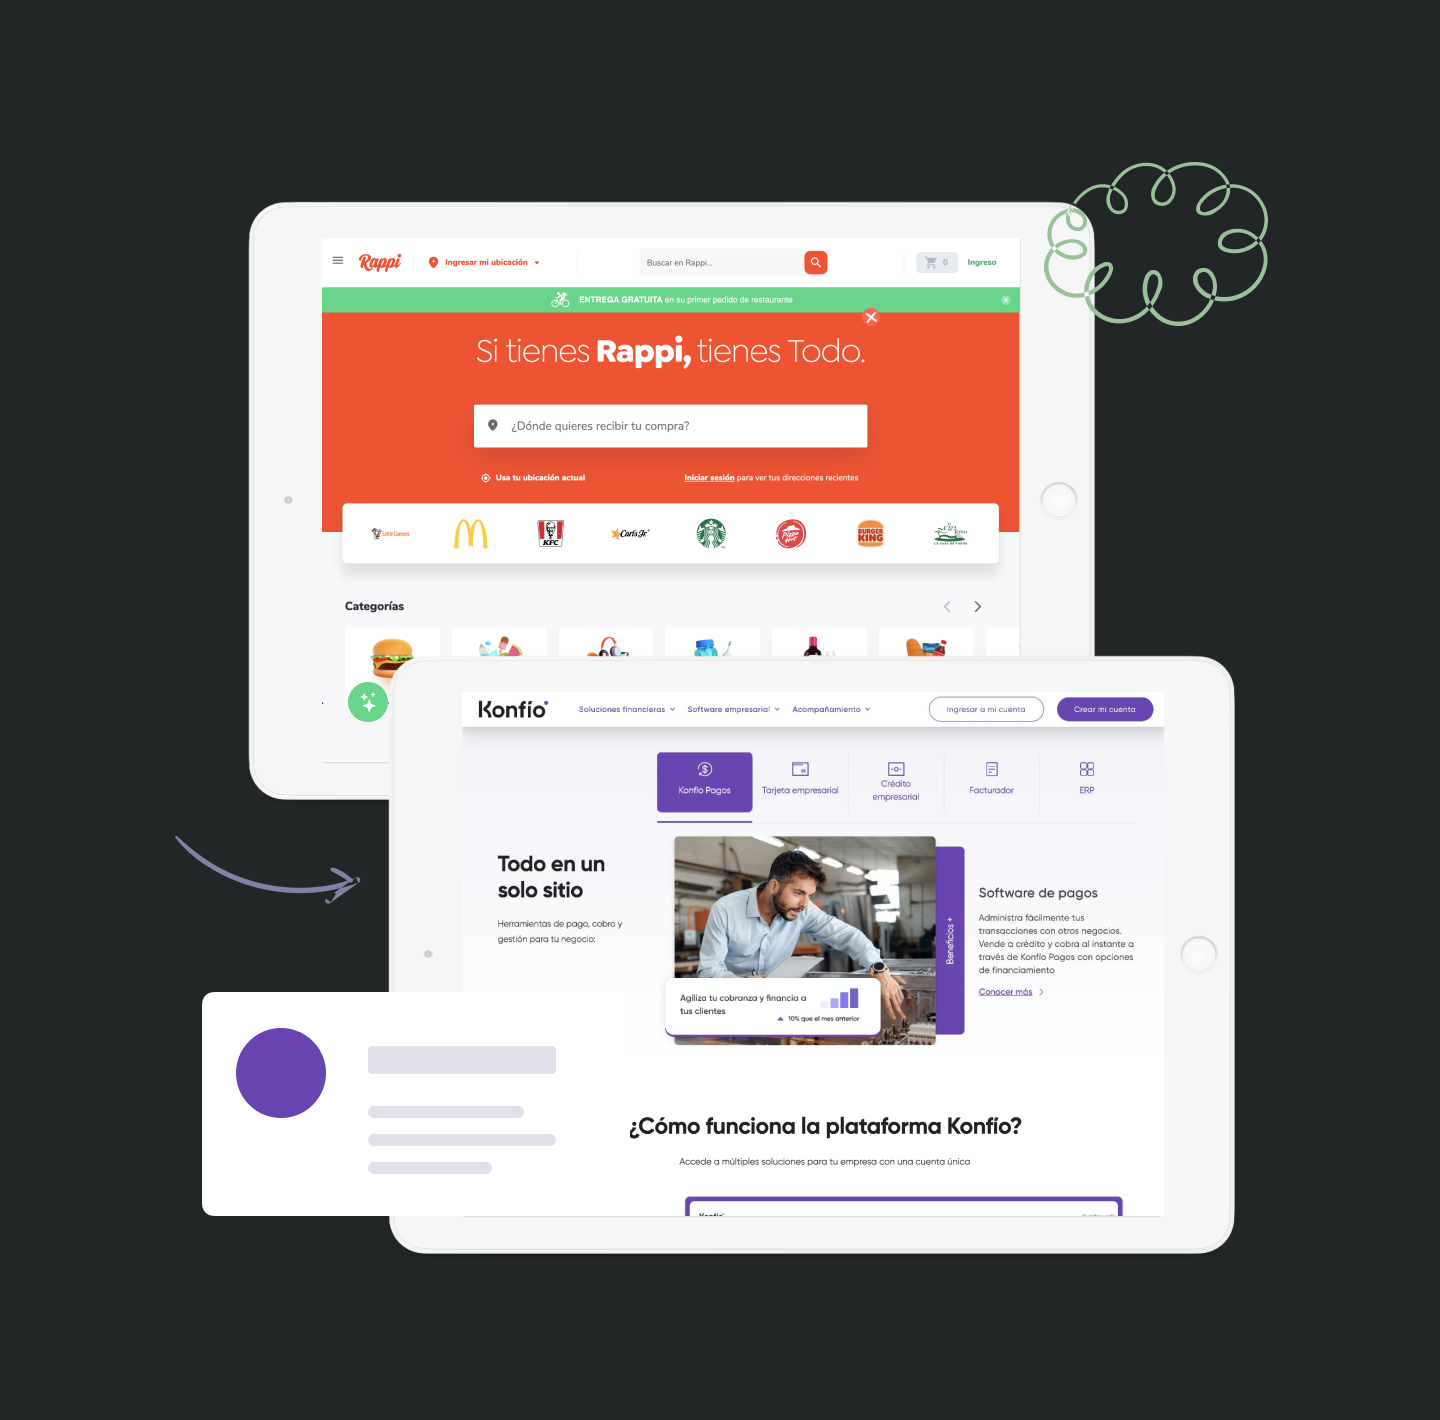 Rappi
Ingresar mi ubicación
Buscar en Rappi...
0
Ingreso
ENTREGA GRATUITA en su primer pedido de restaurante
Si tienes Rappi, tienes Todo.
¿Dónde quieres recibir tu compra?
Usa tu ubicación actual
Iniciar sesión para ver tus direcciones recientes
Little Caesars
KFC
Carl's Jr.
Pizza Hut
BURGER KING
LA CASA DE TODOS
Categorías
Konfío
Soluciones financieras
Software empresarial
Acompañamiento
Ingresar a mi cuenta
Crear mi cuenta
Konfío Pagos
Tarjeta empresarial
Crédito
empresarial
Facturador
ERP
Todo en un
solo sitio
Herramientas de pago, cobro y
gestión para tu negocio:
Beneficios +
Agiliza tu cobranza y financia a
tus clientes
10% que el mes anterior
Software de pagos
Administra fácilmente tus
transacciones con otros negocios.
Vende a crédito y cobra al instante a
través de Konfío Pagos con opciones
de financiamiento
Conocer más
¿Cómo funciona la plataforma Konfío?
Accede a múltiples soluciones para tu empresa con una cuenta única
Konfío